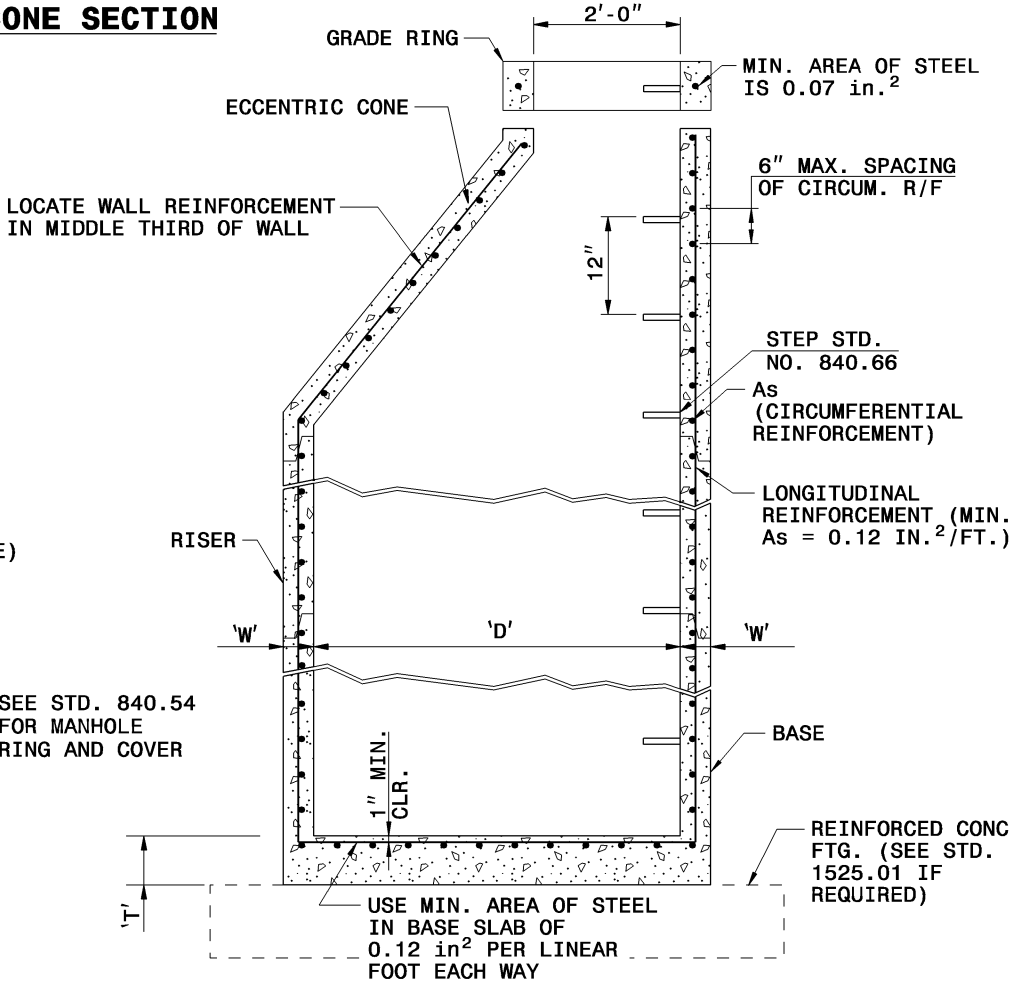 ONE SECTION
2'-0"
GRADE RING
MIN. AREA OF STEEL
IS 0.07 in.²
ECCENTRIC CONE
6" MAX. SPACING
OF CIRCUM. R/F
LOCATE WALL REINFORCEMENT
IN MIDDLE THIRD OF WALL
12"
STEP STD.
NO. 840.66
As
(CIRCUMFERENTIAL
REINFORCEMENT)
LONGITUDINAL
REINFORCEMENT (MIN.
As = 0.12 IN.²/FT.)
E)
RISER
'W'
'D'
'W'
SEE STD. 840.54
FOR MANHOLE
RING AND COVER
1" MIN.
CLR.
BASE
REINFORCED CONC
FTG. (SEE STD.
1525.01 IF
REQUIRED)
'T'
USE MIN. AREA OF STEEL
IN BASE SLAB OF
0.12 in² PER LINEAR
FOOT EACH WAY